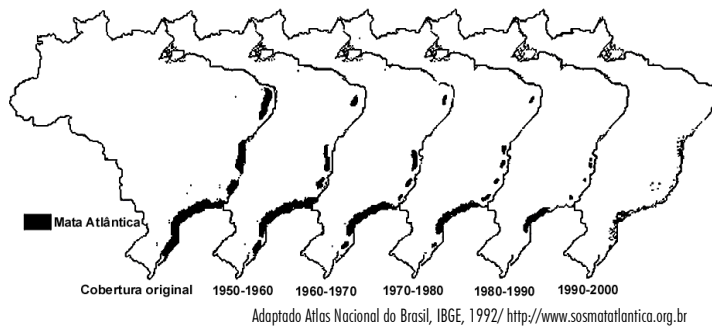 Mata Atlântica
Cobertura original 1950-1960 1960-1970 1970-1980 1980-1990 1990-2000
Adaptado Atlas Nacional do Brasil, IBGE, 1992/ http://www.sosmatatlantica.org.br